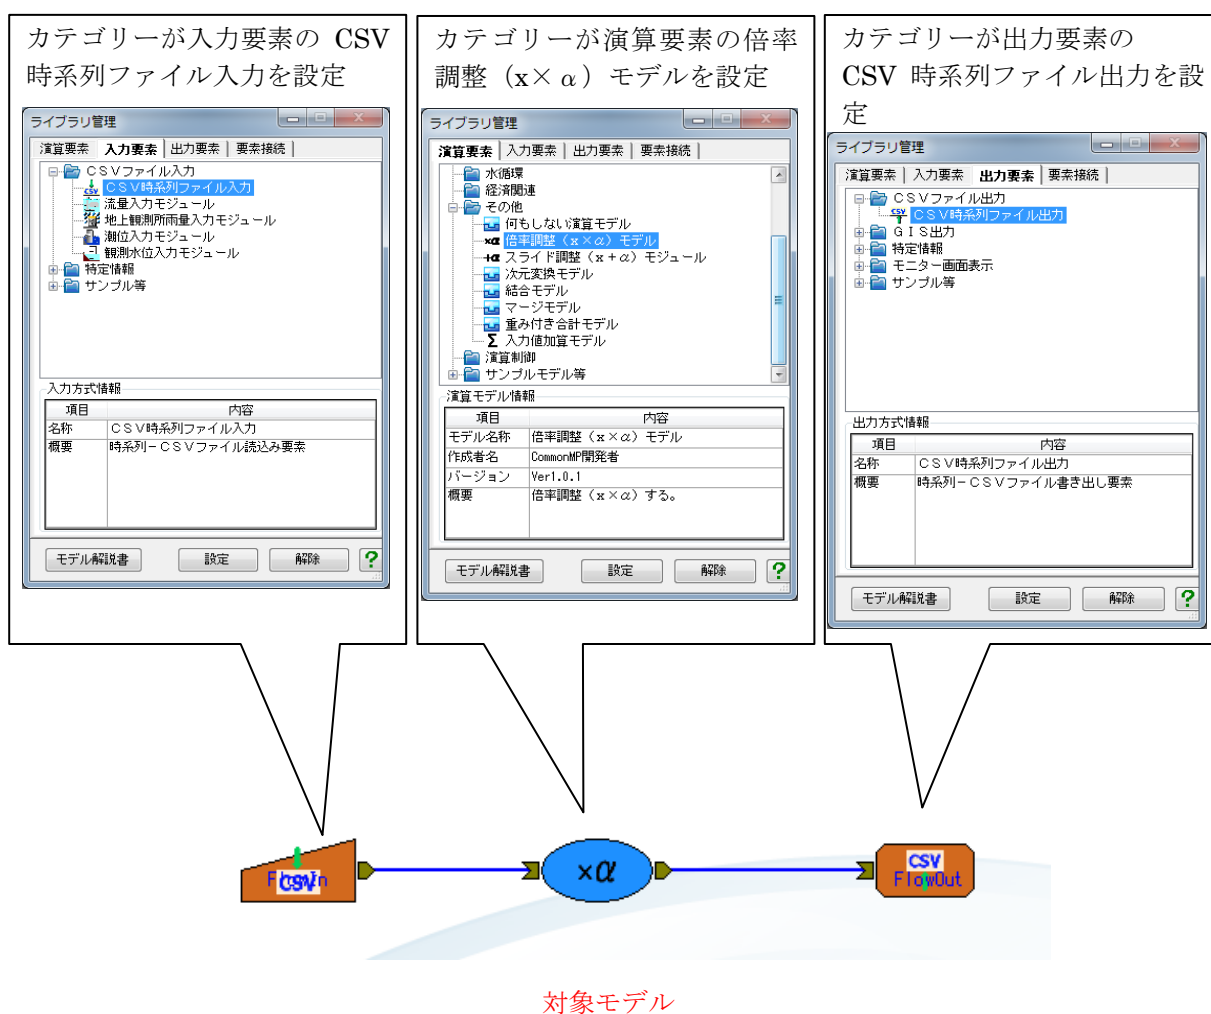 カテゴリーが入力要素の CSV
時系列ファイル入力を設定
ライブラリ管理
演算要素 入力要素 出力要素 要素接続
ＣＳＶファイル入力
ＣＳＶ時系列ファイル入力
流量入力モジュール
地上観測所雨量入力モジュール
潮位入力モジュール
観測水位入力モジュール
特定情報
サンプル等
入力方式情報
項目 内容
名称 ＣＳＶ時系列ファイル入力
概要 時系列－ＣＳＶファイル読込み要素
モデル解説書 設定 解除 ?
カテゴリーが演算要素の倍率
調整（x×α）モデルを設定
ライブラリ管理
演算要素 入力要素 出力要素 要素接続
水循環
経済関連
その他
何もしない演算モデル
×α 倍率調整（ｘ×α）モデル
+α スライド調整（ｘ+α）モジュール
次元変換モデル
結合モデル
マージモデル
重み付き合計モデル
Σ 入力値加算モデル
演算制御
サンプルモデル等
演算モデル情報
項目 内容
モデル名称 倍率調整（ｘ×α）モデル
作成者名 CommonMP開発者
バージョン Ver1.0.1
概要 倍率調整（ｘ×α）する。
モデル解説書 設定 解除 ?
カテゴリーが出力要素の
CSV 時系列ファイル出力を設
定
ライブラリ管理
演算要素 入力要素 出力要素 要素接続
ＣＳＶファイル出力
CSV ＣＳＶ時系列ファイル出力
ＧＩＳ出力
特定情報
モニター画面表示
サンプル等
出力方式情報
項目 内容
名称 ＣＳＶ時系列ファイル出力
概要 時系列－ＣＳＶファイル書き出し要素
モデル解説書 設定 解除 ?
CSV
×α
CSV
FlowOut
対象モデル